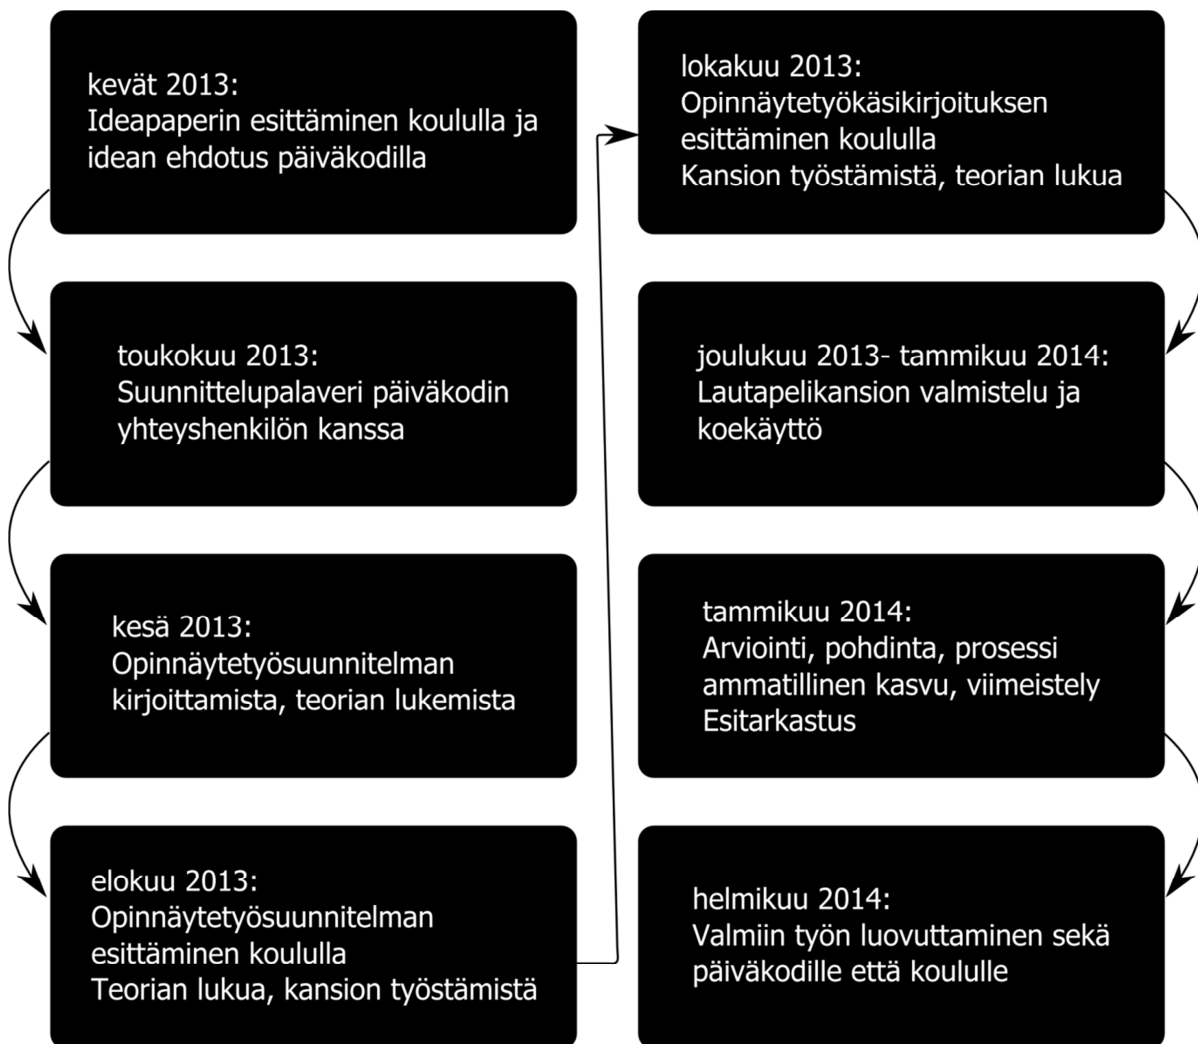 kevät 2013:
Ideapaperin esittäminen koululla ja
idean ehdotus päiväkodilla
toukokuu 2013:
Suunnittelupalaveri päiväkodin
yhteyshenkilön kanssa
kesä 2013:
Opinnäytetyösuunnitelman
kirjoittamista, teorian lukemista
elokuu 2013:
Opinnäytetyösuunnitelman
esittäminen koululla
Teorian lukua, kansion työstämistä
lokakuu 2013:
Opinnäytetyökäsikirjoituksen
esittäminen koululla
Kansion työstämistä, teorian lukua
joulukuu 2013- tammikuu 2014:
Lautapelikansion valmistelu ja
koekäyttö
tammikuu 2014:
Arviointi, pohdinta, prosessi
ammatillinen kasvu, viimeistely
Esitarkastus
helmikuu 2014:
Valmiin työn luovuttaminen sekä
päiväkodille että koululle